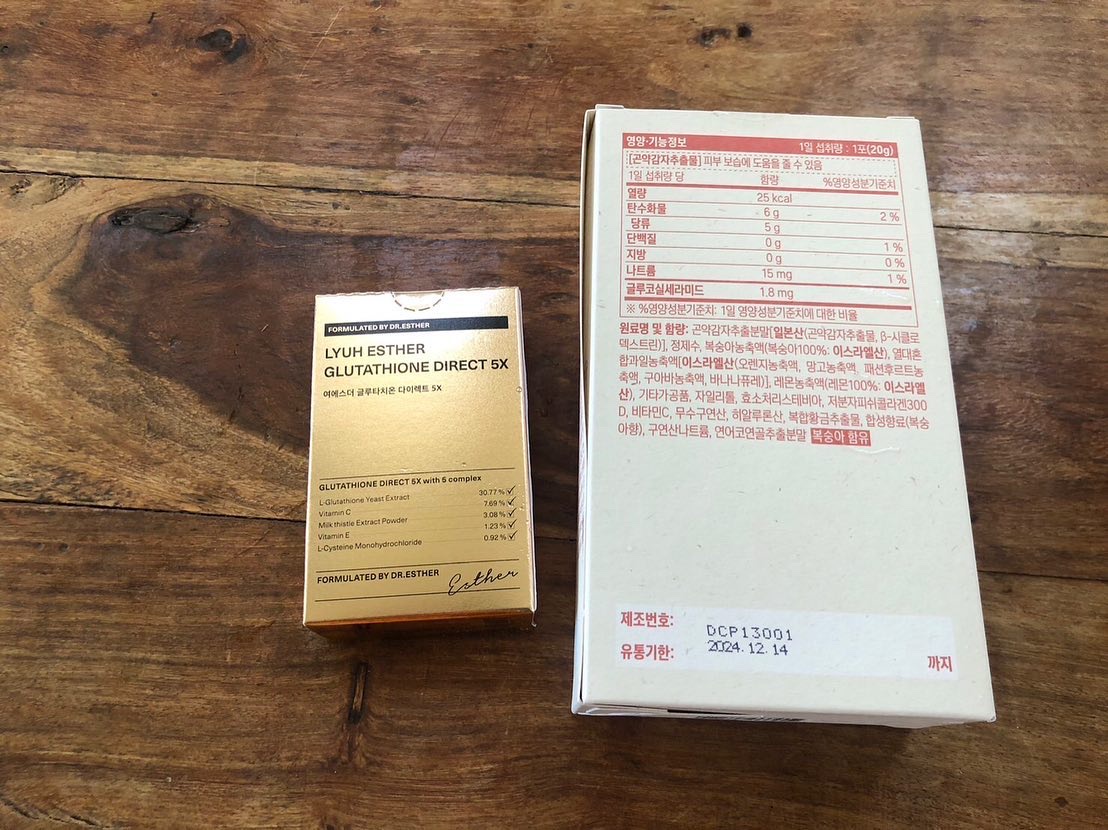 FORMULATED BY DR.ESTHER
LYUH ESTHER
GLUTATHIONE DIRECT 5X
여에스더 글루타치온 다이렉트 5X
GLUTATHIONE DIRECT 5X with 5 complex
L-Glutathione Yeast Extract 30.77 %
Vitamin C 7.69 %
Milk thistle Extract Powder 3.08 %
Vitamin E 1.23 %
L-Cysteine Monohydrochloride 0.92 %
FORMULATED BY DR.ESTHER
Esther
영양·기능정보 1일 섭취량 : 1포(20g)
[곤약감자추출물] 피부 보습에 도움을 줄 수 있음
1일 섭취량 당 함량 %영양성분기준치
열량 25 kcal
탄수화물 6 g 2 %
당류 5 g
단백질 0 g 1 %
지방 0 g 0 %
나트륨 15 mg 1 %
글루코실세라미드 1.8 mg
※ %영양성분기준치: 1일 영양성분기준치에 대한 비율
원료명 및 함량: 곤약감자추출분말[일본산(곤약감자추출물, β-시클로
덱스트린)], 정제수, 복숭아농축액(복숭아100%: 이스라엘산), 열대혼
합과일농축액[이스라엘산(오렌지농축액, 망고농축액, 패션후르트농
축액, 구아바농축액, 바나나퓨레)], 레몬농축액(레몬100%: 이스라엘
산), 기타가공품, 자일리톨, 효소처리스테비아, 저분자피쉬콜라겐300
D, 비타민C, 무수구연산, 히알루론산, 복합황금추출물, 합성향료(복숭
아향), 구연산나트륨, 연어코연골추출분말 복숭아 함유
제조번호: DCP13001
유통기한: 2024.12.14 까지